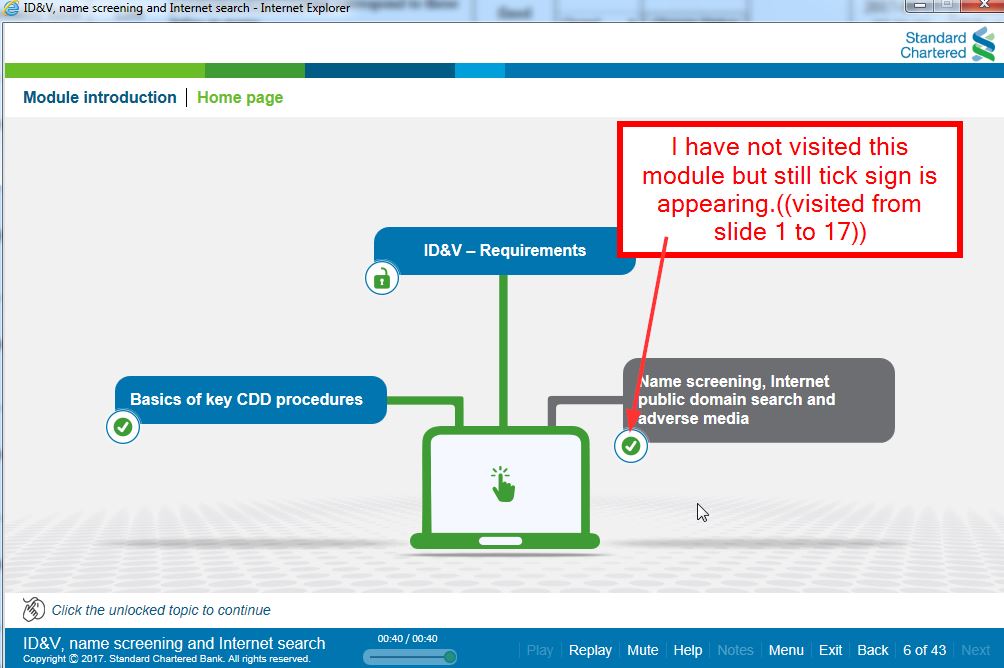 ID&V, name screening and Internet search - Internet Explorer
Standard
Chartered
Module introduction | Home page
I have not visited this
module but still tick sign is
appearing.((visited from
slide 1 to 17))
ID&V – Requirements
Basics of key CDD procedures
Name screening, Internet
public domain search and
adverse media
Click the unlocked topic to continue
ID&V, name screening and Internet search
Copyright © 2017. Standard Chartered Bank. All rights reserved.
00:40 / 00:40
Play | Replay | Mute | Help | Notes | Menu | Exit | Back | 6 of 43 | Next